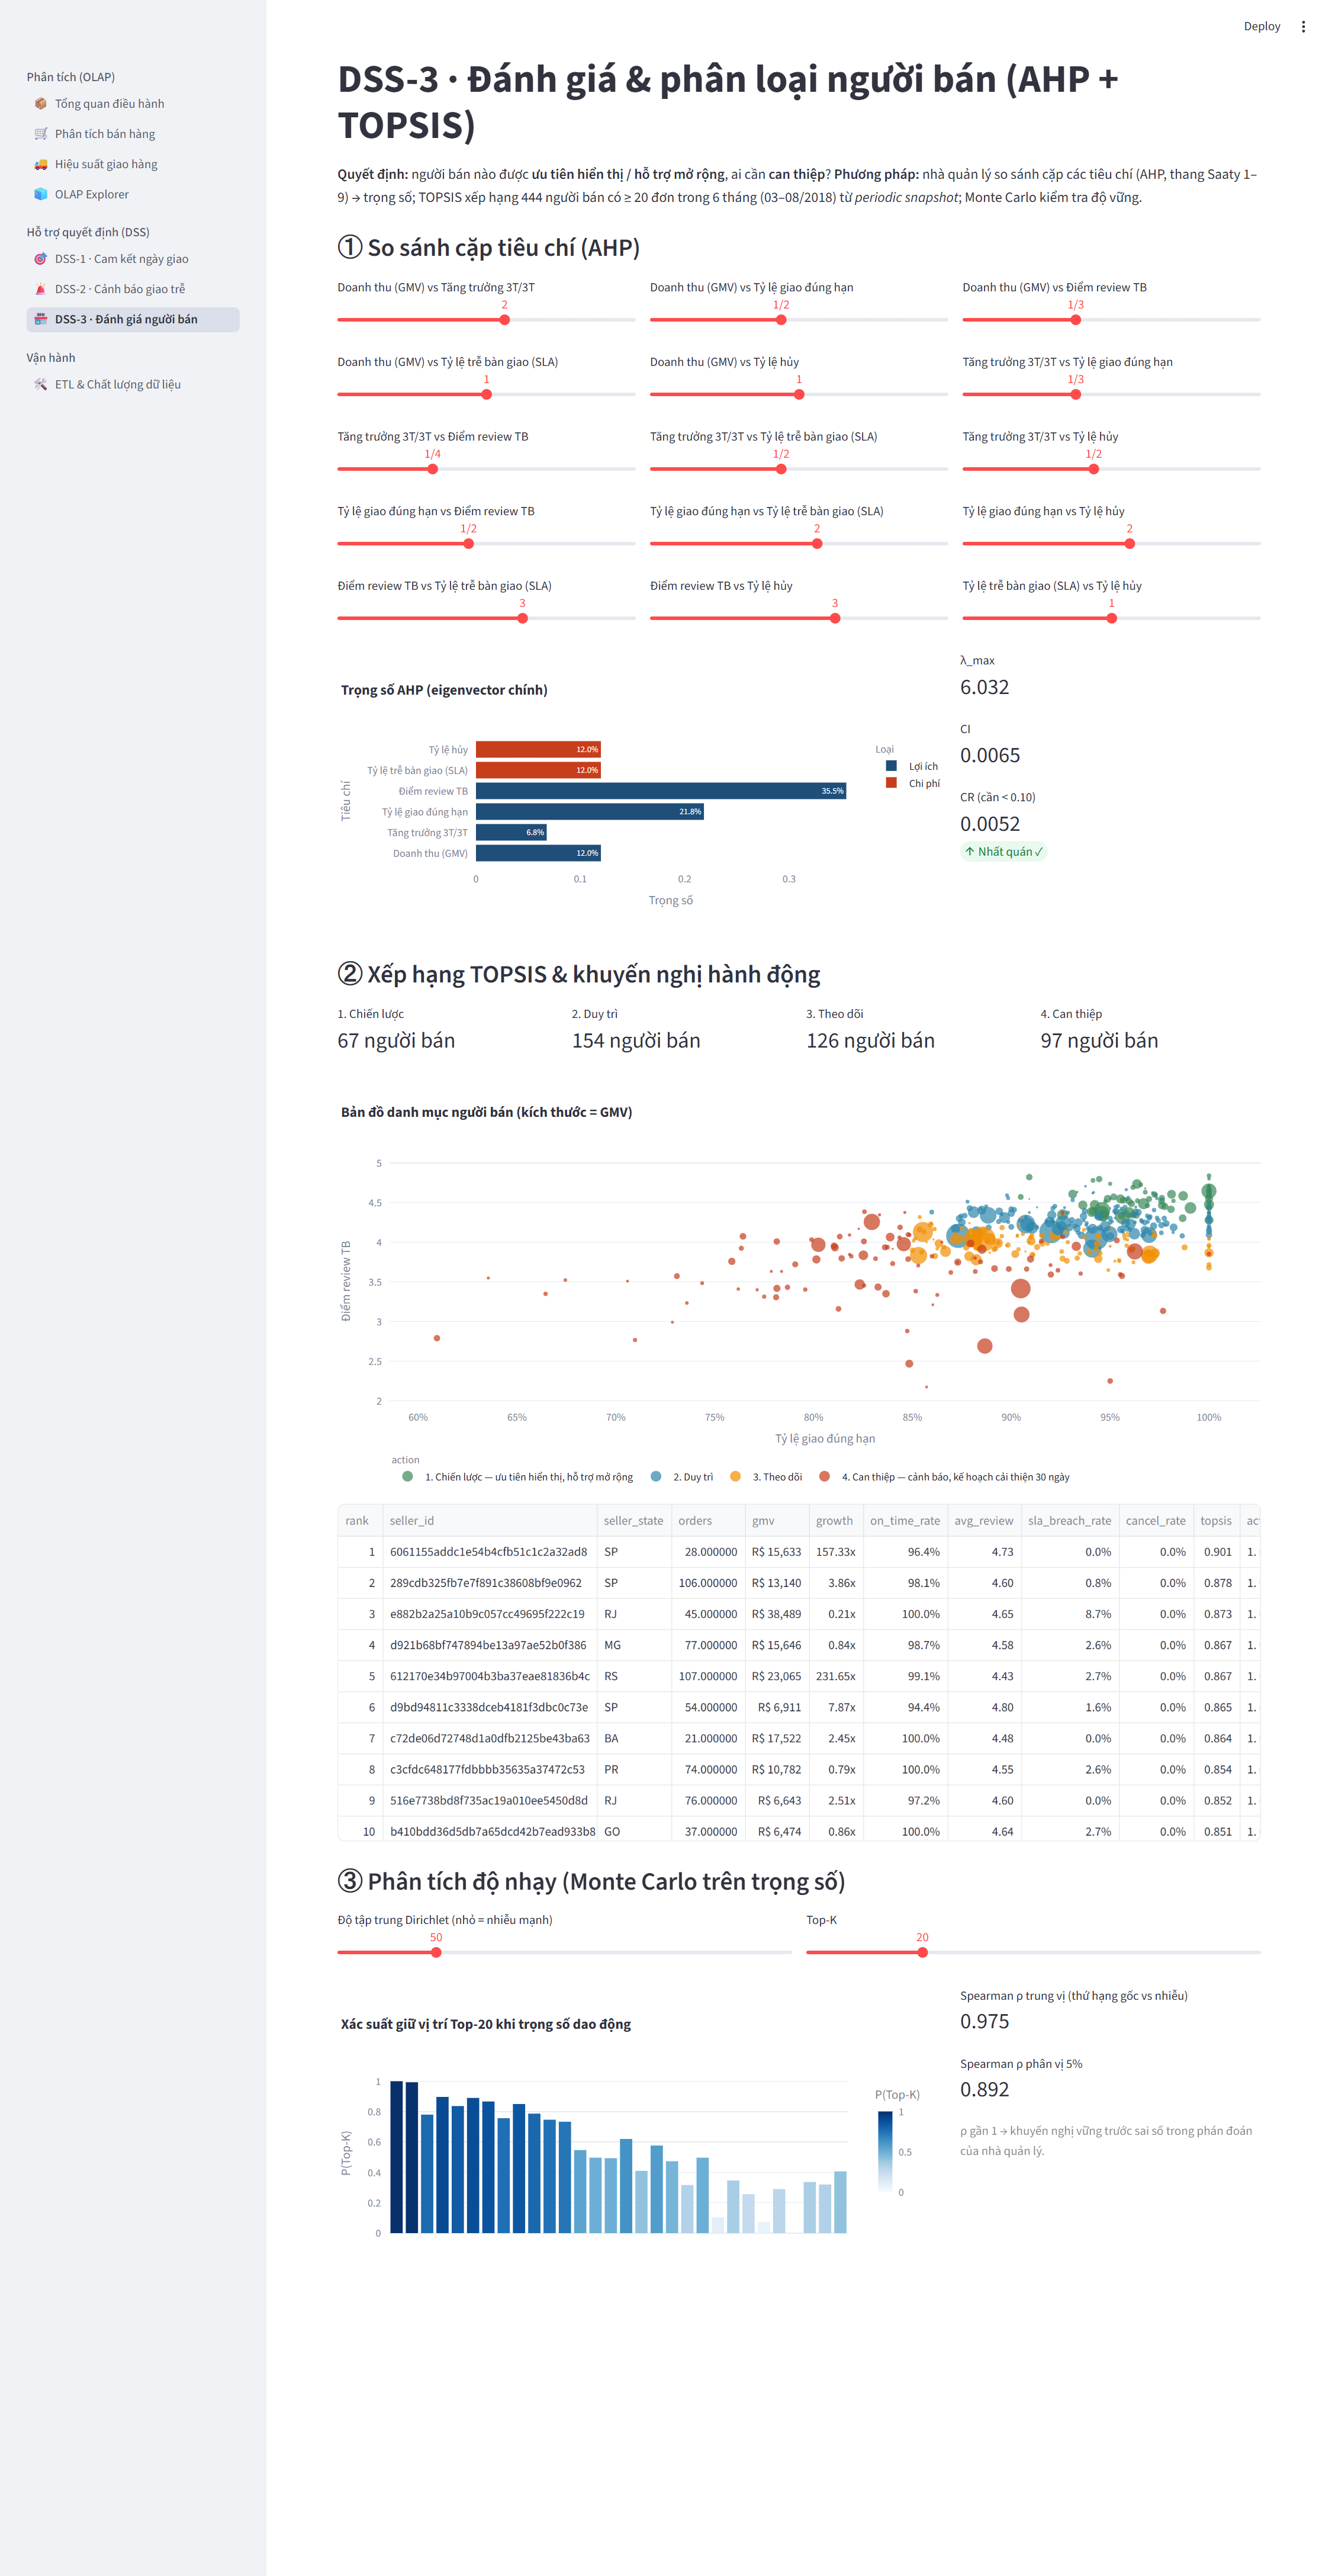 Deploy
Phân tích (OLAP)
Tổng quan điều hành
Phân tích bán hàng
Hiệu suất giao hàng
OLAP Explorer
Hỗ trợ quyết định (DSS)
DSS-1 · Cam kết ngày giao
DSS-2 · Cảnh báo giao trễ
DSS-3 · Đánh giá người bán
Vận hành
ETL & Chất lượng dữ liệu
DSS-3 · Đánh giá & phân loại người bán (AHP +
TOPSIS)
Quyết định: người bán nào được ưu tiên hiển thị / hỗ trợ mở rộng, ai cần can thiệp? Phương pháp: nhà quản lý so sánh cặp các tiêu chí (AHP, thang Saaty 1–
9) → trọng số; TOPSIS xếp hạng 444 người bán có ≥ 20 đơn trong 6 tháng (03–08/2018) từ periodic snapshot; Monte Carlo kiểm tra độ vững.
① So sánh cặp tiêu chí (AHP)
Doanh thu (GMV) vs Tăng trưởng 3T/3T
2
Doanh thu (GMV) vs Tỷ lệ giao đúng hạn
1/2
Doanh thu (GMV) vs Điểm review TB
1/3
Doanh thu (GMV) vs Tỷ lệ trễ bàn giao (SLA)
1
Doanh thu (GMV) vs Tỷ lệ hủy
1
Tăng trưởng 3T/3T vs Tỷ lệ giao đúng hạn
1/3
Tăng trưởng 3T/3T vs Điểm review TB
1/4
Tăng trưởng 3T/3T vs Tỷ lệ trễ bàn giao (SLA)
1/2
Tăng trưởng 3T/3T vs Tỷ lệ hủy
1/2
Tỷ lệ giao đúng hạn vs Điểm review TB
1/2
Tỷ lệ giao đúng hạn vs Tỷ lệ trễ bàn giao (SLA)
2
Tỷ lệ giao đúng hạn vs Tỷ lệ hủy
2
Điểm review TB vs Tỷ lệ trễ bàn giao (SLA)
3
Điểm review TB vs Tỷ lệ hủy
3
Tỷ lệ trễ bàn giao (SLA) vs Tỷ lệ hủy
1
Trọng số AHP (eigenvector chính)
Tiêu chí
Tỷ lệ hủy 12.0%
Tỷ lệ trễ bàn giao (SLA) 12.0%
Điểm review TB 35.5%
Tỷ lệ giao đúng hạn 21.8%
Tăng trưởng 3T/3T 6.8%
Doanh thu (GMV) 12.0%
0 0.1 0.2 0.3
Trọng số
Loại
Lợi ích
Chi phí
λ_max
6.032
CI
0.0065
CR (cần < 0.10)
0.0052
↑ Nhất quán ✓
② Xếp hạng TOPSIS & khuyến nghị hành động
1. Chiến lược
67 người bán
2. Duy trì
154 người bán
3. Theo dõi
126 người bán
4. Can thiệp
97 người bán
Bản đồ danh mục người bán (kích thước = GMV)
Điểm review TB
5
4.5
4
3.5
3
2.5
2
60% 65% 70% 75% 80% 85% 90% 95% 100%
Tỷ lệ giao đúng hạn
action
1. Chiến lược — ưu tiên hiển thị, hỗ trợ mở rộng 2. Duy trì 3. Theo dõi 4. Can thiệp — cảnh báo, kế hoạch cải thiện 30 ngày
rank seller_id seller_state orders gmv growth on_time_rate avg_review sla_breach_rate cancel_rate topsis
1 6061155addc1e54b4cfb51c1c2a32ad8 SP 28.000000 R$ 15,633 157.33x 96.4% 4.73 0.0% 0.0% 0.901 1.
2 289cdb325fb7e7f891c38608bf9e0962 SP 106.000000 R$ 13,140 3.86x 98.1% 4.60 0.8% 0.0% 0.878 1.
3 e882b2a25a10b9c057cc49695f222c19 RJ 45.000000 R$ 38,489 0.21x 100.0% 4.65 8.7% 0.0% 0.873 1.
4 d921b68bf747894be13a97ae52b0f386 MG 77.000000 R$ 15,646 0.84x 98.7% 4.58 2.6% 0.0% 0.867 1.
5 612170e34b97004b3ba37eae81836b4c RS 107.000000 R$ 23,065 231.65x 99.1% 4.43 2.7% 0.0% 0.867 1.
6 d9bd94811c3338dceb4181f3dbc0c73e SP 54.000000 R$ 6,911 7.87x 94.4% 4.80 1.6% 0.0% 0.865 1.
7 c72de06d72748d1a0dfb2125be43ba63 BA 21.000000 R$ 17,522 2.45x 100.0% 4.48 0.0% 0.0% 0.864 1.
8 c3cfdc648177fdbbbb35635a37472c53 PR 74.000000 R$ 10,782 0.79x 100.0% 4.55 2.6% 0.0% 0.854 1.
9 516e7738bd8f735ac19a010ee5450d8d RJ 76.000000 R$ 6,643 2.51x 97.2% 4.60 0.0% 0.0% 0.852 1.
10 b410bdd36d5db7a65dcd42b7ead933b8 GO 37.000000 R$ 6,474 0.86x 100.0% 4.64 2.7% 0.0% 0.851 1.
③ Phân tích độ nhạy (Monte Carlo trên trọng số)
Độ tập trung Dirichlet (nhỏ = nhiễu mạnh)
50
Top-K
20
Xác suất giữ vị trí Top-20 khi trọng số dao động
P(Top-K)
1
0.8
0.6
0.4
0.2
0
P(Top-K)
1
0.5
0
Spearman ρ trung vị (thứ hạng gốc vs nhiễu)
0.975
Spearman ρ phân vị 5%
0.892
ρ gần 1 → khuyến nghị vững trước sai số trong phán đoán
của nhà quản lý.